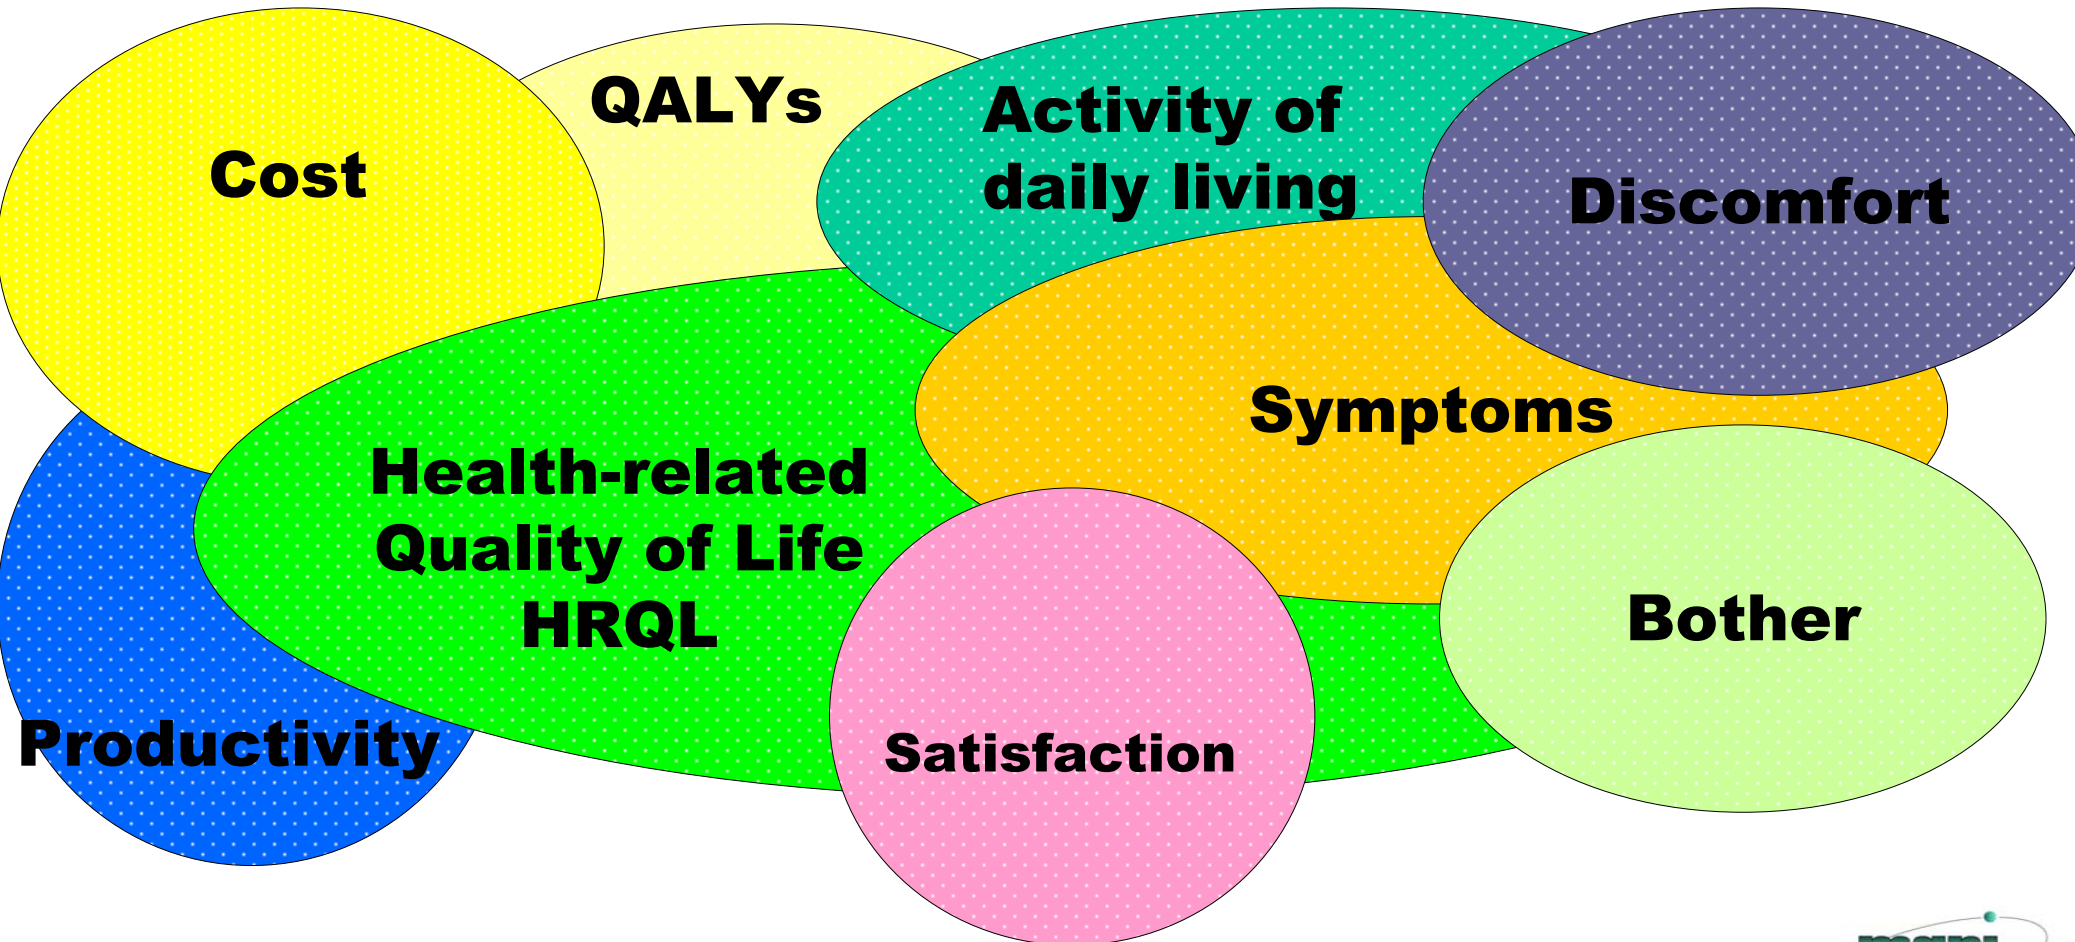 QALYs
Cost
Activity of
daily living
Discomfort
Symptoms
Health-related
Quality of Life
HRQL
Bother
Productivity
Satisfaction